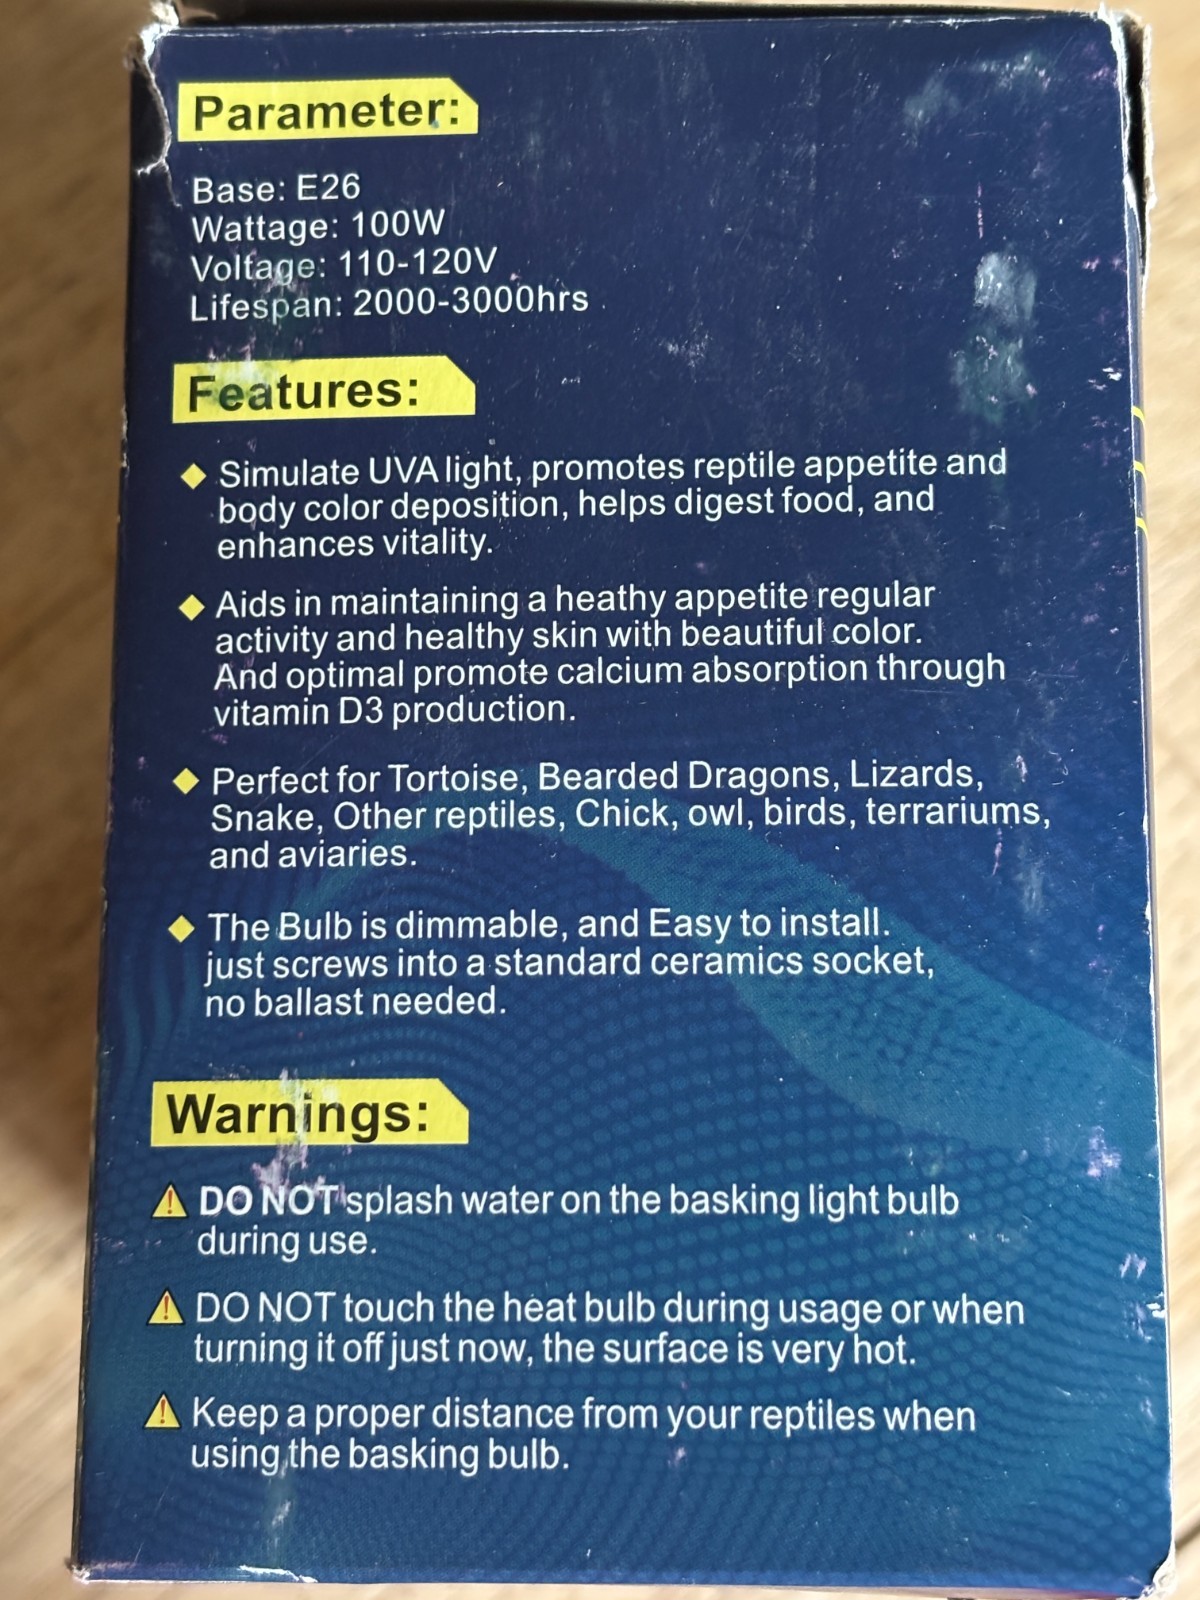 Parameter:
Base: E26
Wattage: 100W
Voltage: 110-120V
Lifespan: 2000-3000hrs
Features:
Simulate UVA light, promotes reptile appetite and
body color deposition, helps digest food, and
enhances vitality.
Aids in maintaining a heathy appetite regular
activity and healthy skin with beautiful color.
And optimal promote calcium absorption through
vitamin D3 production.
Perfect for Tortoise, Bearded Dragons, Lizards,
Snake, Other reptiles, Chick, owl, birds, terrariums,
and aviaries.
The Bulb is dimmable, and Easy to install.
just screws into a standard ceramics socket,
no ballast needed.
Warnings:
DO NOT splash water on the basking light bulb
during use.
DO NOT touch the heat bulb during usage or when
turning it off just now, the surface is very hot.
Keep a proper distance from your reptiles when
using the basking bulb.